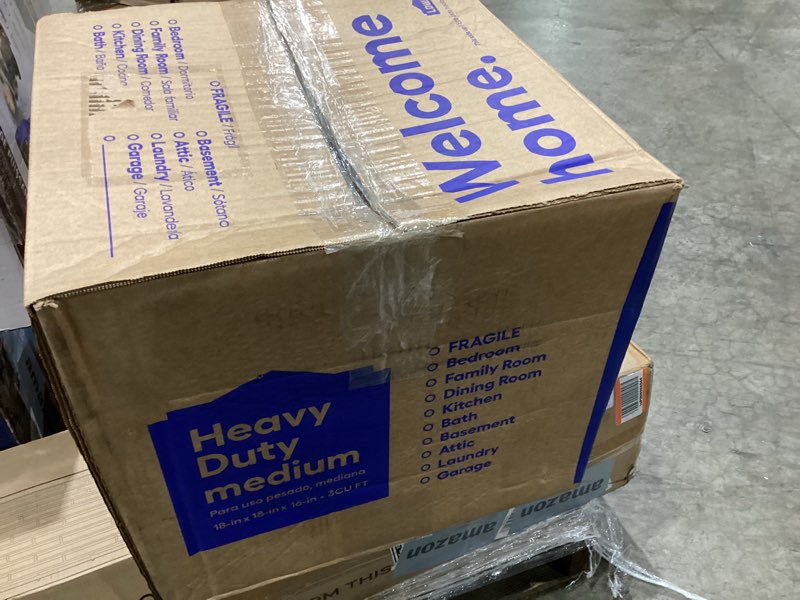 Welcome
home.
FRAGILE / Frágil
Bedroom / Dormitorio
Family Room / Sala familiar
Dining Room / Comedor
Kitchen / Cocina
Bath / Baño
Basement / Sótano
Attic / Ático
Laundry / Lavandería
Garage / Garaje
Heavy
Duty
medium
Para uso pesado, mediana
18-in x 18-in x 16-in • 3CU FT
FRAGILE
Bedroom
Family Room
Dining Room
Kitchen
Bath
Basement
Attic
Laundry
Garage
amazon
amazon
RM THIS